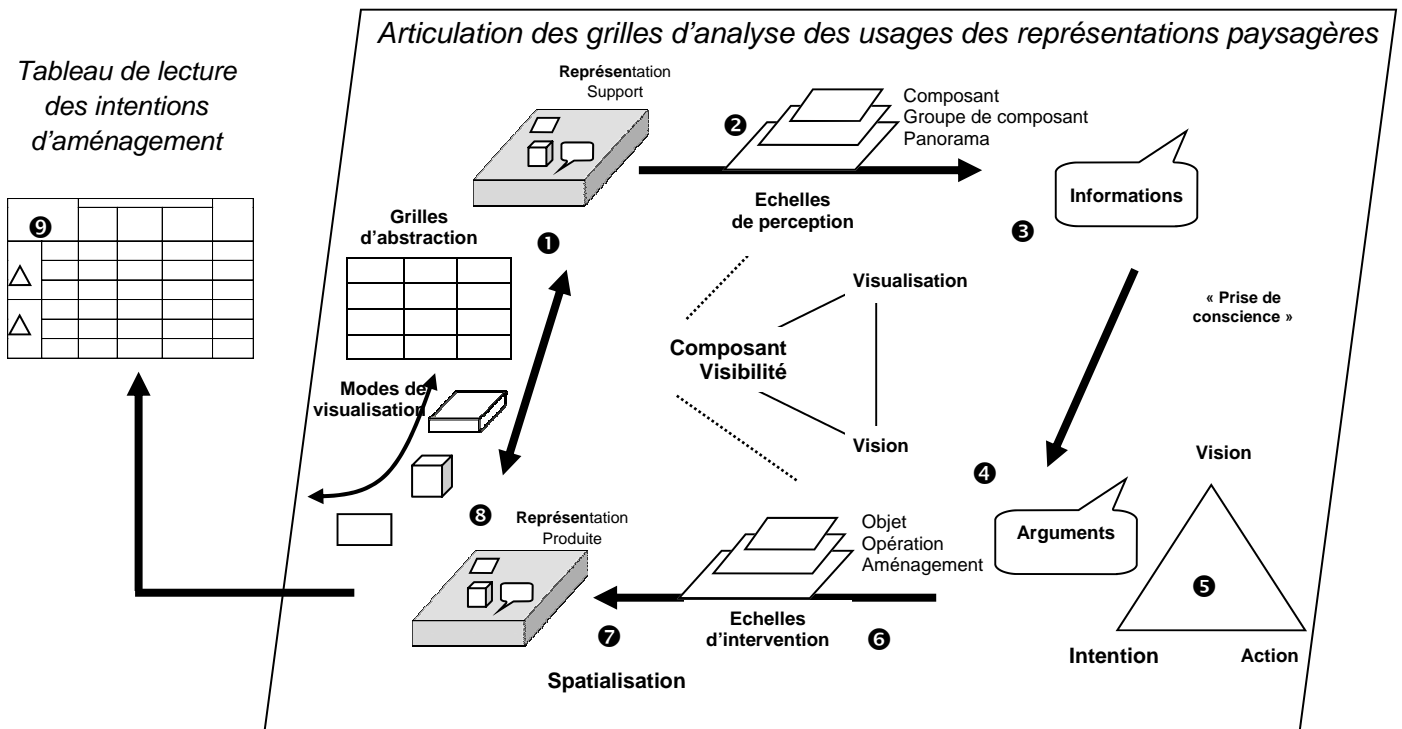 Articulation des grilles d'analyse des usages des représentations paysagères
Tableau de lecture
des intentions
d'aménagement
❾
Représentation
Support
❷
Composant
Groupe de composant
Panorama
Echelles
de perception
Informations
❸
Grilles
d'abstraction
❶
Visualisation
« Prise de
conscience »
Composant
Visibilité
Modes de
visualisation
Vision
❹
Vision
❽
Représentation
Produite
Objet
Opération
Aménagement
Arguments
❺
Echelles
d'intervention
❼
❻
Intention
Action
Spatialisation